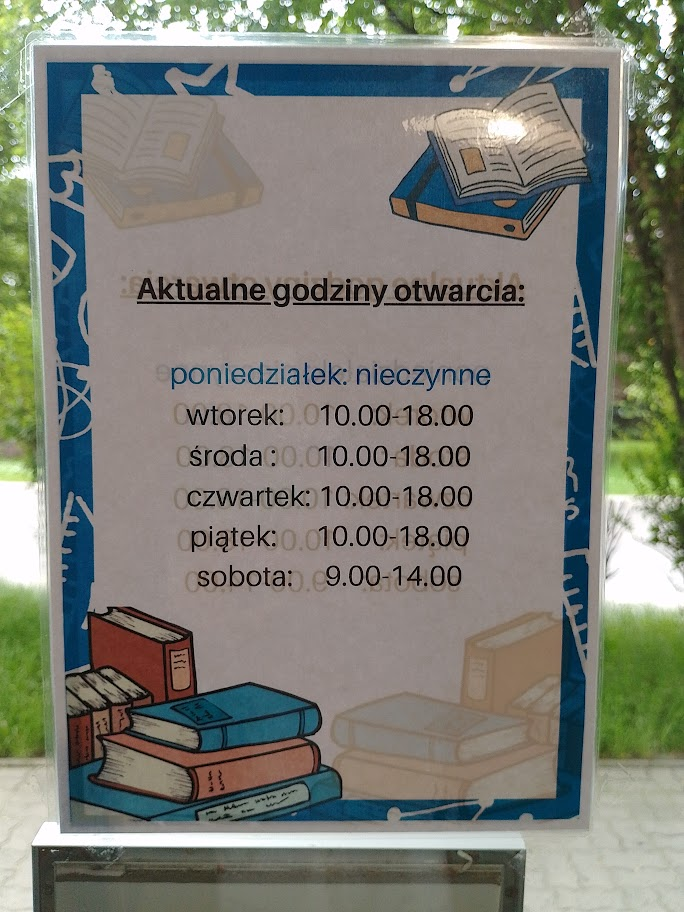 Aktualne godziny otwarcia:
poniedziałek: nieczynne
wtorek: 10.00-18.00
środa : 10.00-18.00
czwartek: 10.00-18.00
piątek: 10.00-18.00
sobota: 9.00-14.00